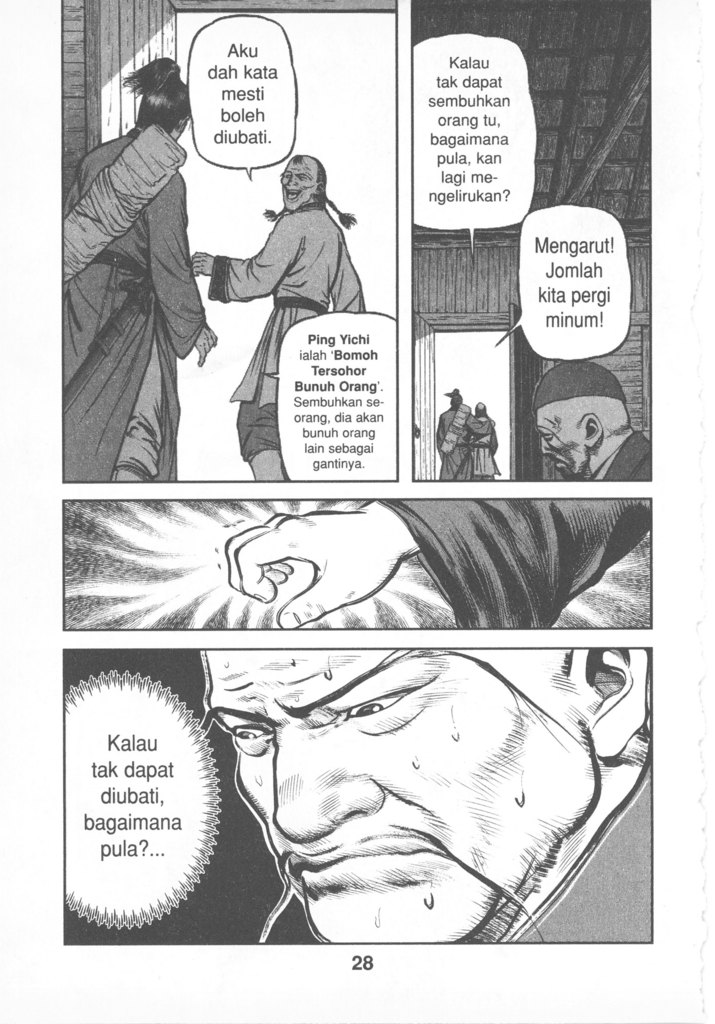 Aku
dah kata
mesti
boleh
diubati.
Ping Yichi
ialah 'Bomoh
Tersohor
Bunuh Orang'.
Sembuhkan se-
orang, dia akan
bunuh orang
lain sebagai
gantinya.
Kalau
tak dapat
sembuhkan
orang tu,
bagaimana
pula, kan
lagi me-
ngelirukan?
Mengarut!
Jomlah
kita pergi
minum!
Kalau
tak dapat
diubati,
bagaimana
pula?...
28